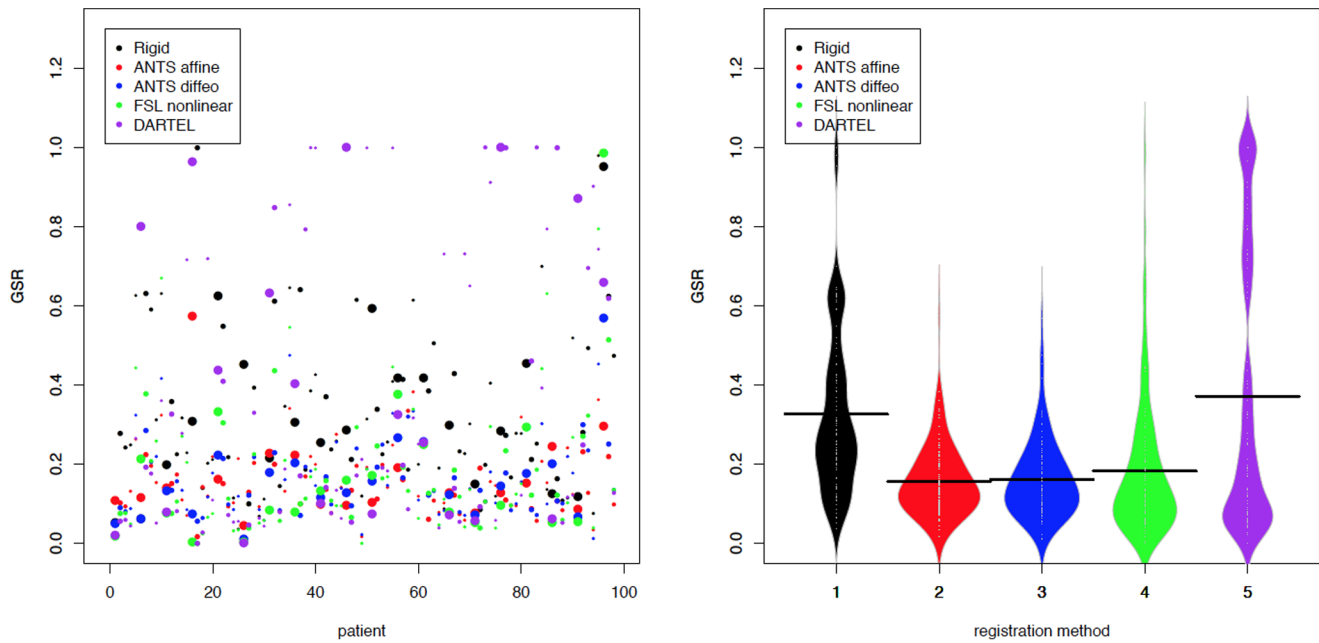 Rigid
ANTS affine
ANTS diffeo
FSL nonlinear
DARTEL
1.2
1.0
0.8
0.6
0.4
0.2
0.0
GSR
0 20 40 60 80 100
patient
Rigid
ANTS affine
ANTS diffeo
FSL nonlinear
DARTEL
1.2
1.0
0.8
0.6
0.4
0.2
0.0
GSR
1 2 3 4 5
registration method